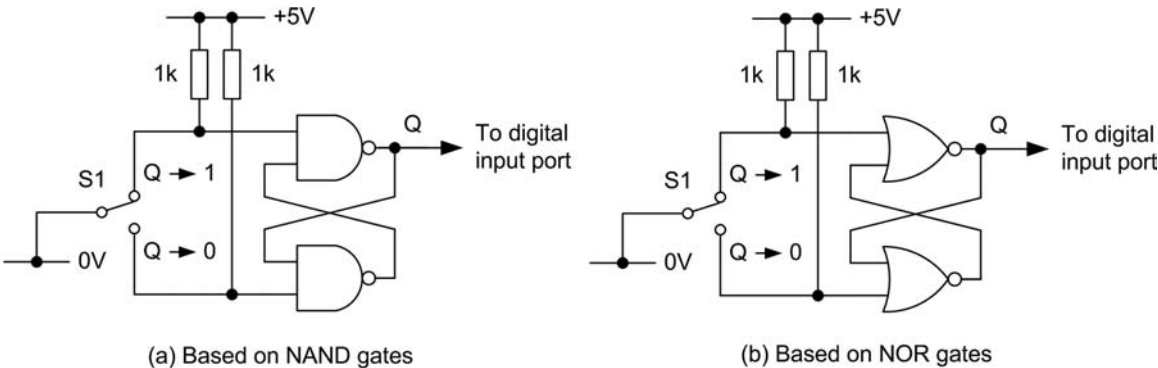 +5V
1k
1k
Q
To digital
input port
S1
Q → 1
Q → 0
0V
(a) Based on NAND gates
+5V
1k
1k
Q
To digital
input port
S1
Q → 1
Q → 0
0V
(b) Based on NOR gates